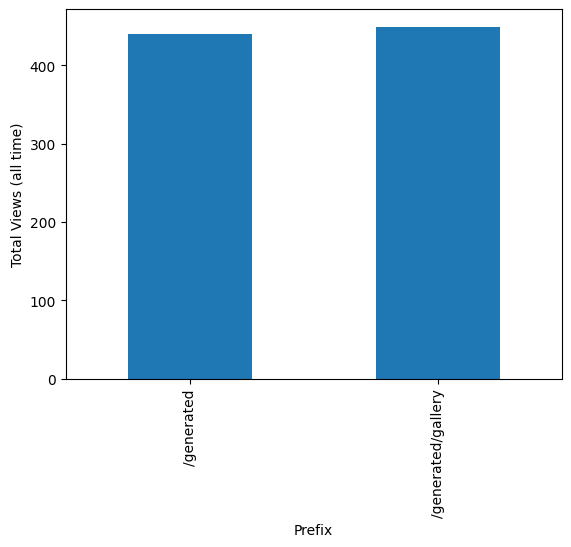 Total Views (all time)
400
300
200
100
0
/generated
/generated/gallery
Prefix